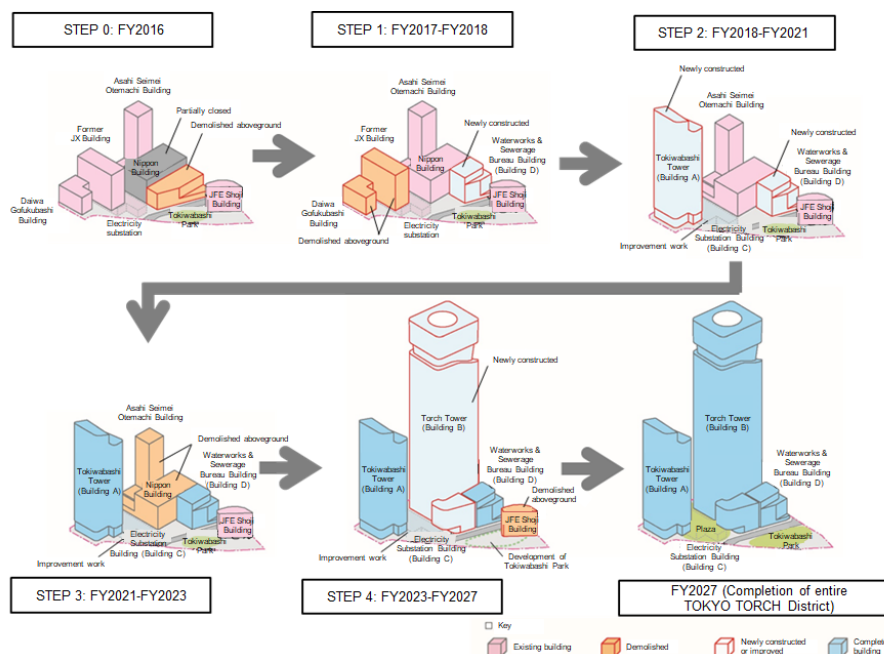 STEP 0: FY2016
STEP 1: FY2017-FY2018
STEP 2: FY2018-FY2021
Asahi Seimei
Otemachi Building
Partially closed
Demolished aboveground
Former
JX Building
Nippon
Building
JFE Shoji
Building
Daiwa
Gofukubashi
Building
Electricity
substation
Tokiwabashi
Park
Asahi Seimei
Otemachi Building
Former
JX Building
Newly constructed
Waterworks &
Sewerage
Bureau Building
(Building D)
Nippon
Building
JFE Shoji
Building
Daiwa
Gofukubashi
Building
Tokiwabashi
Park
Electricity
substation
Demolished aboveground
Newly constructed
Asahi Seimei
Otemachi Building
Newly constructed
Waterworks &
Sewerage
Bureau Building
(Building D)
Tokiwabashi
Tower
(Building A)
JFE Shoji
Building
Improvement work
Electricity
Substation Building
(Building C)
Tokiwabashi
Park
Asahi Seimei
Otemachi Building
Demolished aboveground
Waterworks &
Sewerage
Bureau Building
(Building D)
Tokiwabashi
Tower
(Building A)
Nippon
Building
JFE Shoji
Building
Electricity
Substation
Building (Building C)
Tokiwabashi
Park
Improvement work
STEP 3: FY2021-FY2023
Newly constructed
Torch Tower
(Building B)
Waterworks &
Sewerage
Bureau Building
(Building D)
Tokiwabashi
Tower
(Building A)
Demolished
aboveground
JFE Shoji
Building
Improvement work
Electricity
Substation Building
(Building C)
Development of
Tokiwabashi Park
STEP 4: FY2023-FY2027
Torch Tower
(Building B)
Waterworks &
Sewerage
Bureau Building
(Building D)
Tokiwabashi
Tower
(Building A)
Plaza
Tokiwabashi
Park
Electricity
Substation Building
(Building C)
FY2027 (Completion of entire
TOKYO TORCH District)
Key
Existing building
Demolished
Newly constructed
or improved
Complete
building